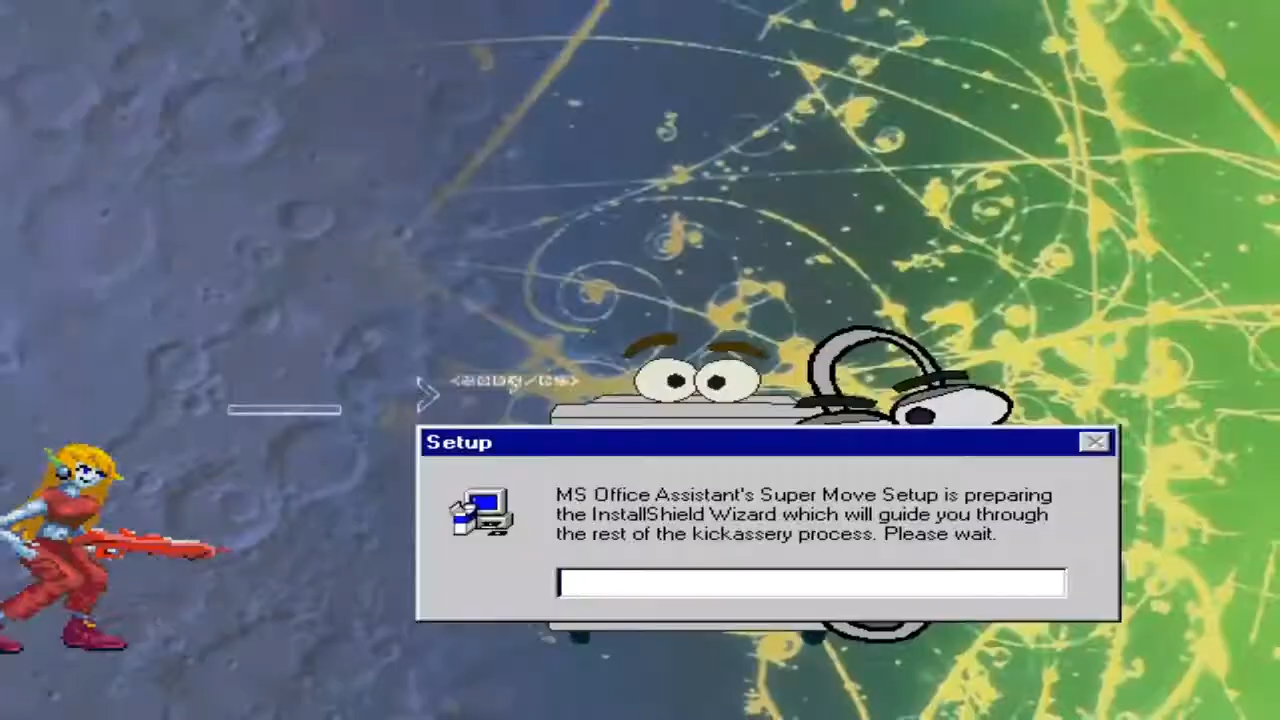 Setup
MS Office Assistant's Super Move Setup is preparing
the InstallShield Wizard which will guide you through
the rest of the kickassery process. Please wait.